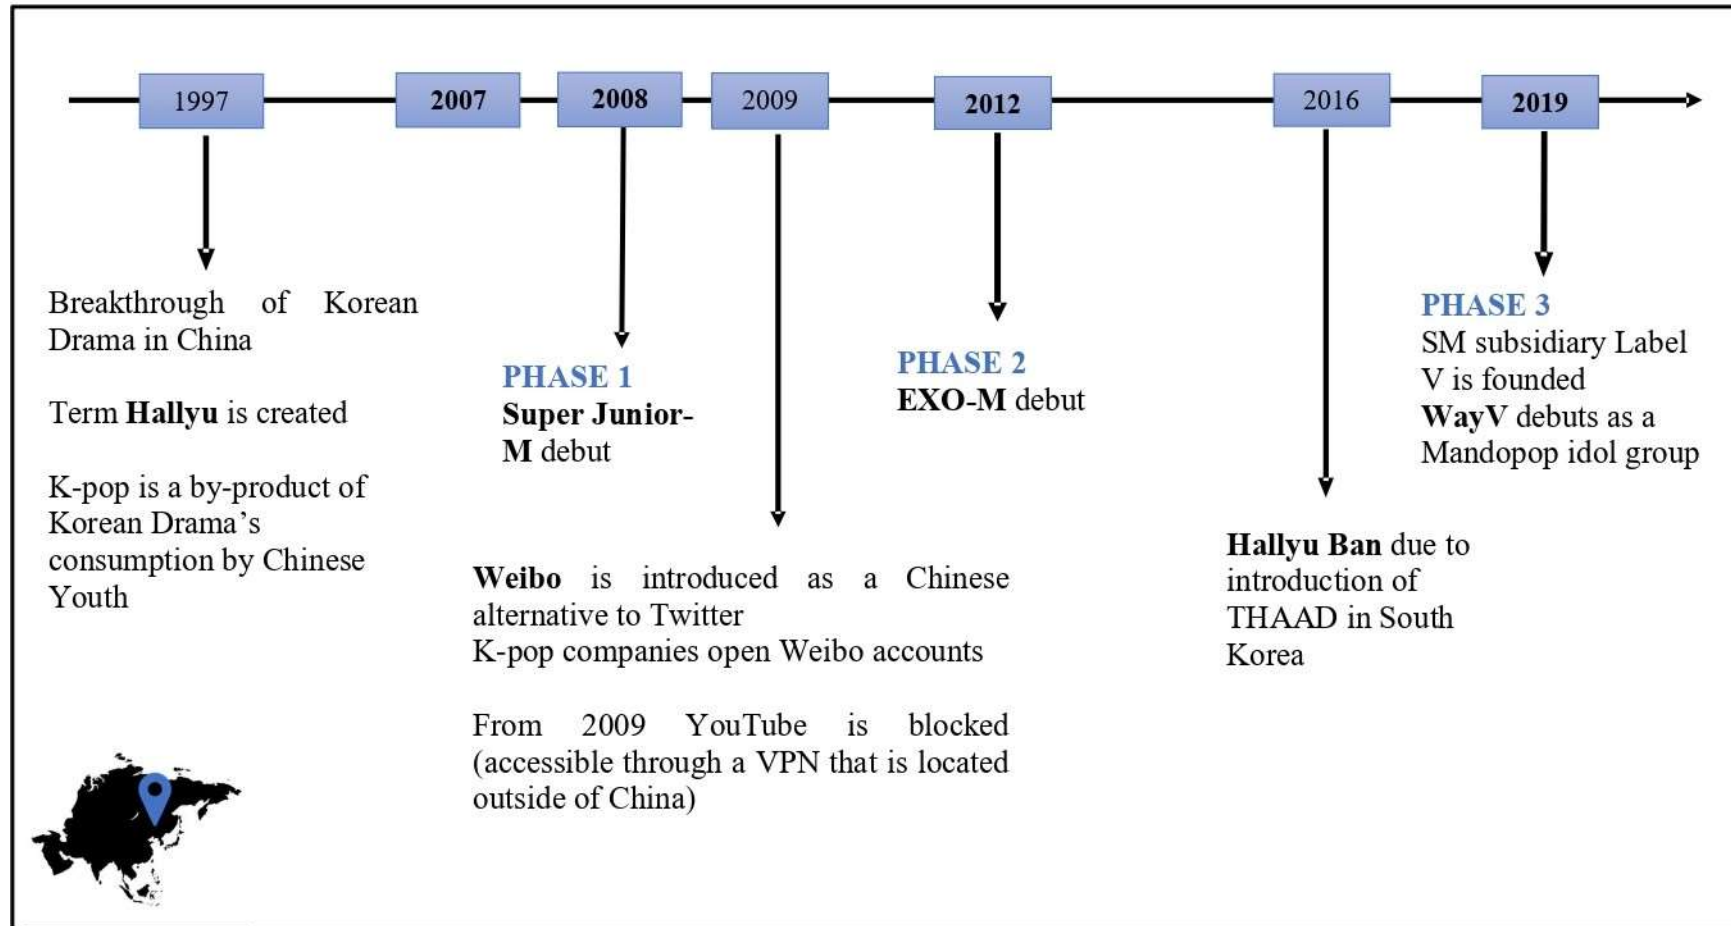 1997
2007
2008
2009
2012
2016
2019
Breakthrough of Korean
Drama in China
Term Hallyu is created
K-pop is a by-product of
Korean Drama’s
consumption by Chinese
Youth
PHASE 1
Super Junior-
M debut
Weibo is introduced as a Chinese
alternative to Twitter
K-pop companies open Weibo accounts
From 2009 YouTube is blocked
(accessible through a VPN that is located
outside of China)
PHASE 2
EXO-M debut
Hallyu Ban due to
introduction of
THAAD in South
Korea
PHASE 3
SM subsidiary Label
V is founded
WayV debuts as a
Mandopop idol group